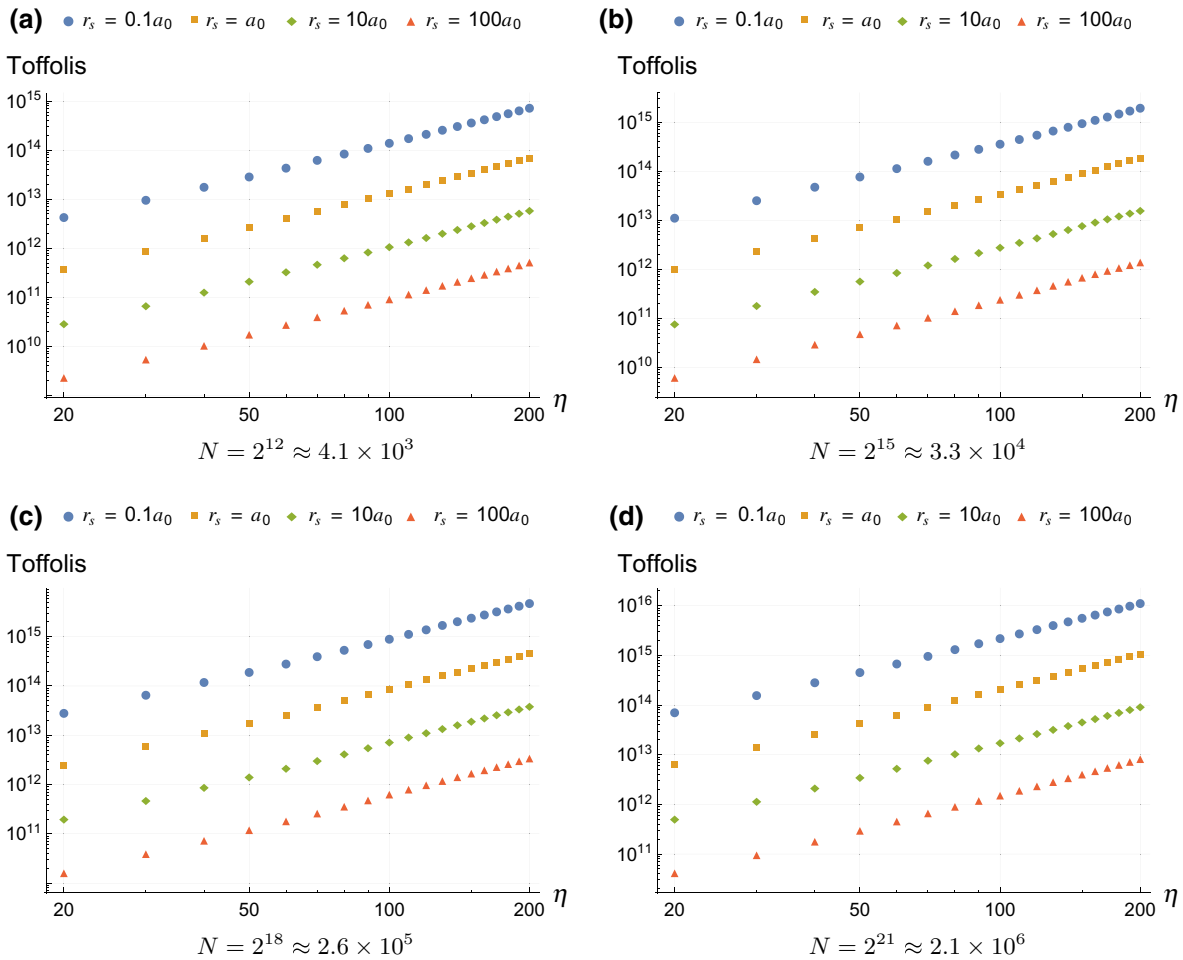 (a) r_s = 0.1a_0 r_s = a_0 r_s = 10a_0 r_s = 100a_0
Toffolis
10^15
10^14
10^13
10^12
10^11
10^10
20 50 100 200 η
N = 2^12 ≈ 4.1 × 10^3
(b) r_s = 0.1a_0 r_s = a_0 r_s = 10a_0 r_s = 100a_0
Toffolis
10^15
10^14
10^13
10^12
10^11
10^10
20 50 100 200 η
N = 2^15 ≈ 3.3 × 10^4
(c) r_s = 0.1a_0 r_s = a_0 r_s = 10a_0 r_s = 100a_0
Toffolis
10^15
10^14
10^13
10^12
10^11
20 50 100 200 η
N = 2^18 ≈ 2.6 × 10^5
(d) r_s = 0.1a_0 r_s = a_0 r_s = 10a_0 r_s = 100a_0
Toffolis
10^16
10^15
10^14
10^13
10^12
10^11
20 50 100 200 η
N = 2^21 ≈ 2.1 × 10^6